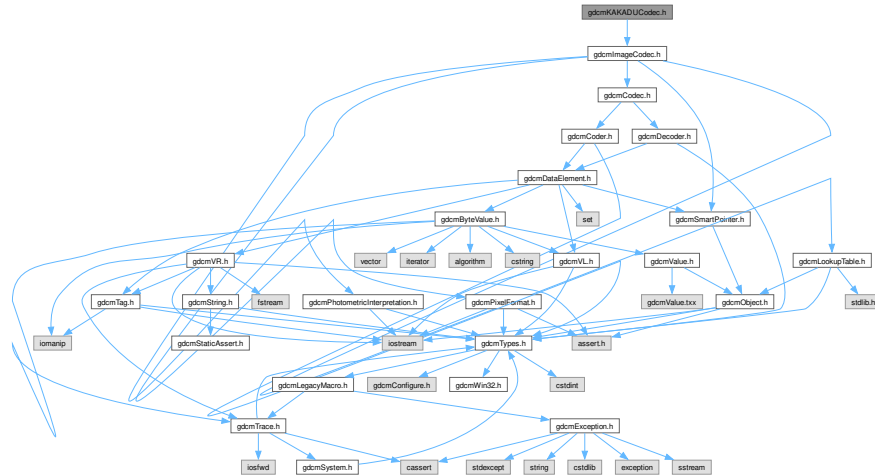 gdcmKAKADUCodec.h
gdcmImageCodec.h
gdcmCodec.h
gdcmCoder.h
gdcmDecoder.h
gdcmDataElement.h
gdcmByteValue.h
set
gdcmSmartPointer.h
gdcmVR.h
vector
iterator
algorithm
cstring
gdcmVL.h
gdcmValue.h
gdcmLookupTable.h
gdcmTag.h
gdcmString.h
fstream
gdcmPhotometricInterpretation.h
gdcmPixelFormat.h
gdcmValue.txx
gdcmObject.h
stdlib.h
iomanip
gdcmStaticAssert.h
iostream
gdcmTypes.h
assert.h
gdcmLegacyMacro.h
gdcmConfigure.h
gdcmWin32.h
cstdint
gdcmTrace.h
gdcmException.h
iosfwd
gdcmSystem.h
cassert
stdexcept
string
cstdlib
exception
sstream